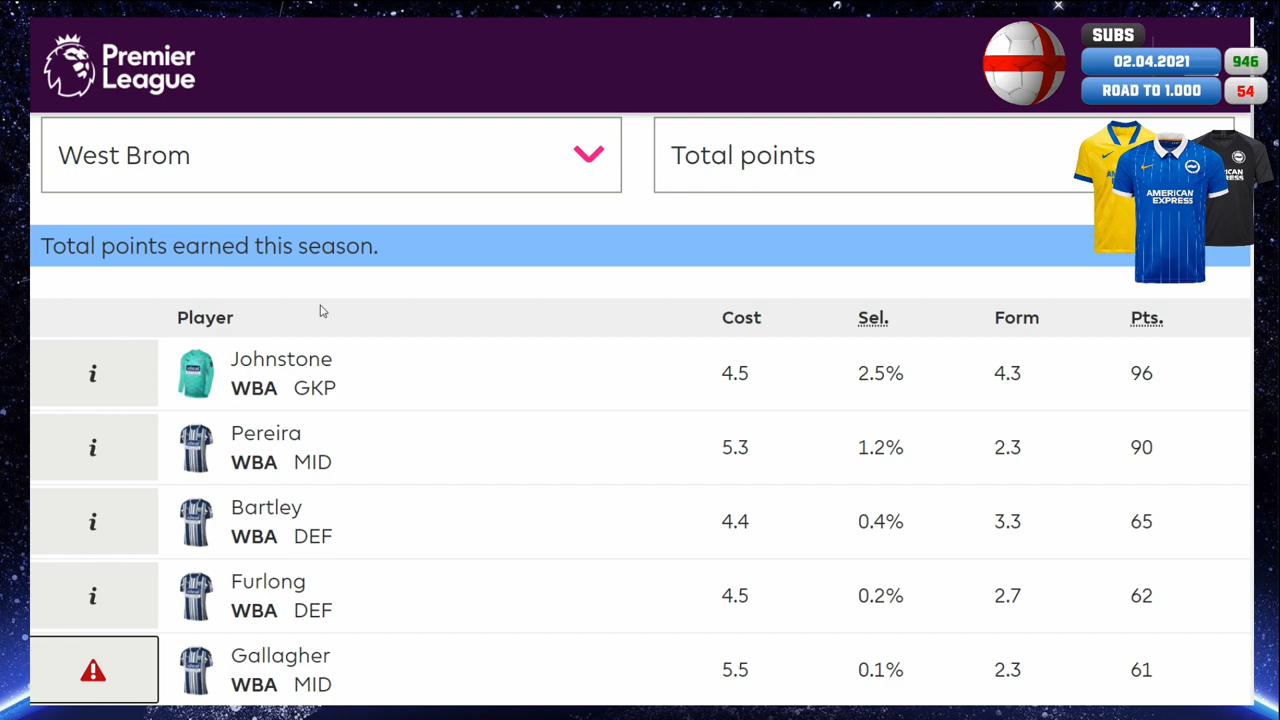 Premier
League
SUBS
02.04.2021 946
ROAD TO 1.000 54
West Brom
Total points
AMERICAN
EXPRESS
Total points earned this season.
Player Cost Sel. Form Pts.
i Johnstone
WBA GKP 4.5 2.5% 4.3 96
i Pereira
WBA MID 5.3 1.2% 2.3 90
i Bartley
WBA DEF 4.4 0.4% 3.3 65
i Furlong
WBA DEF 4.5 0.2% 2.7 62
Gallagher
WBA MID 5.5 0.1% 2.3 61